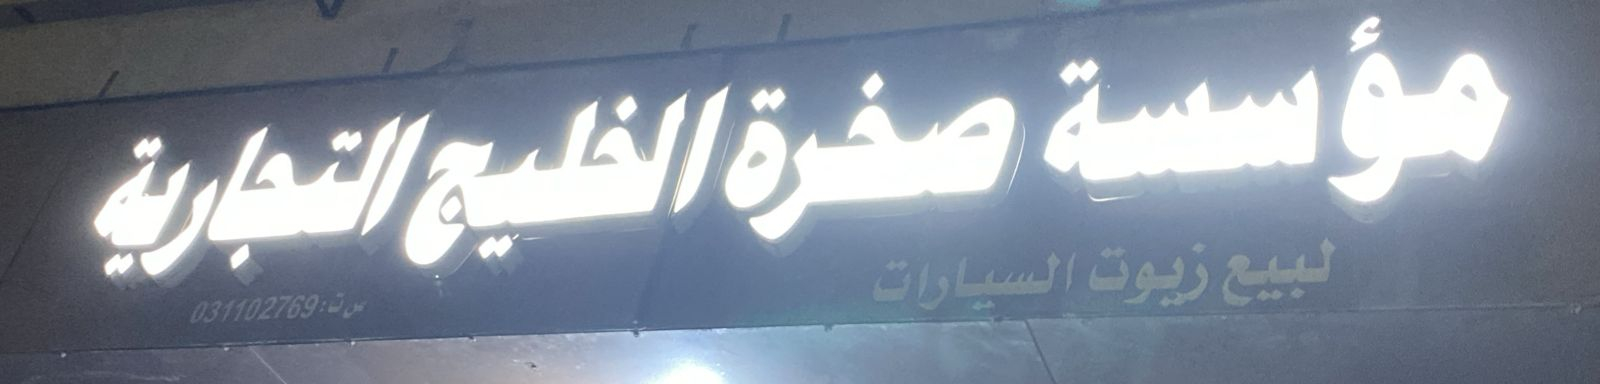 مؤسسة صخرة الخليج التجارية
لبيع زيوت السيارات
س ت: 031102769